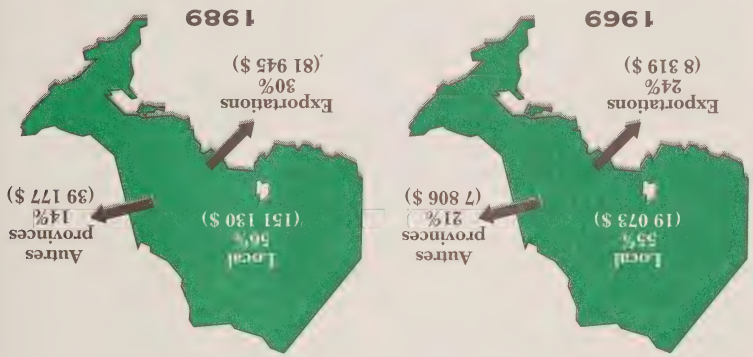 Local
55%
(19 073 $)
Autres
provinces
21%
(7 806 $)
Exportations
24%
(8 319 $)
1969
Local
56%
(151 130 $)
Autres
provinces
14%
(39 177 $)
Exportations
30%
(81 945 $)
1989